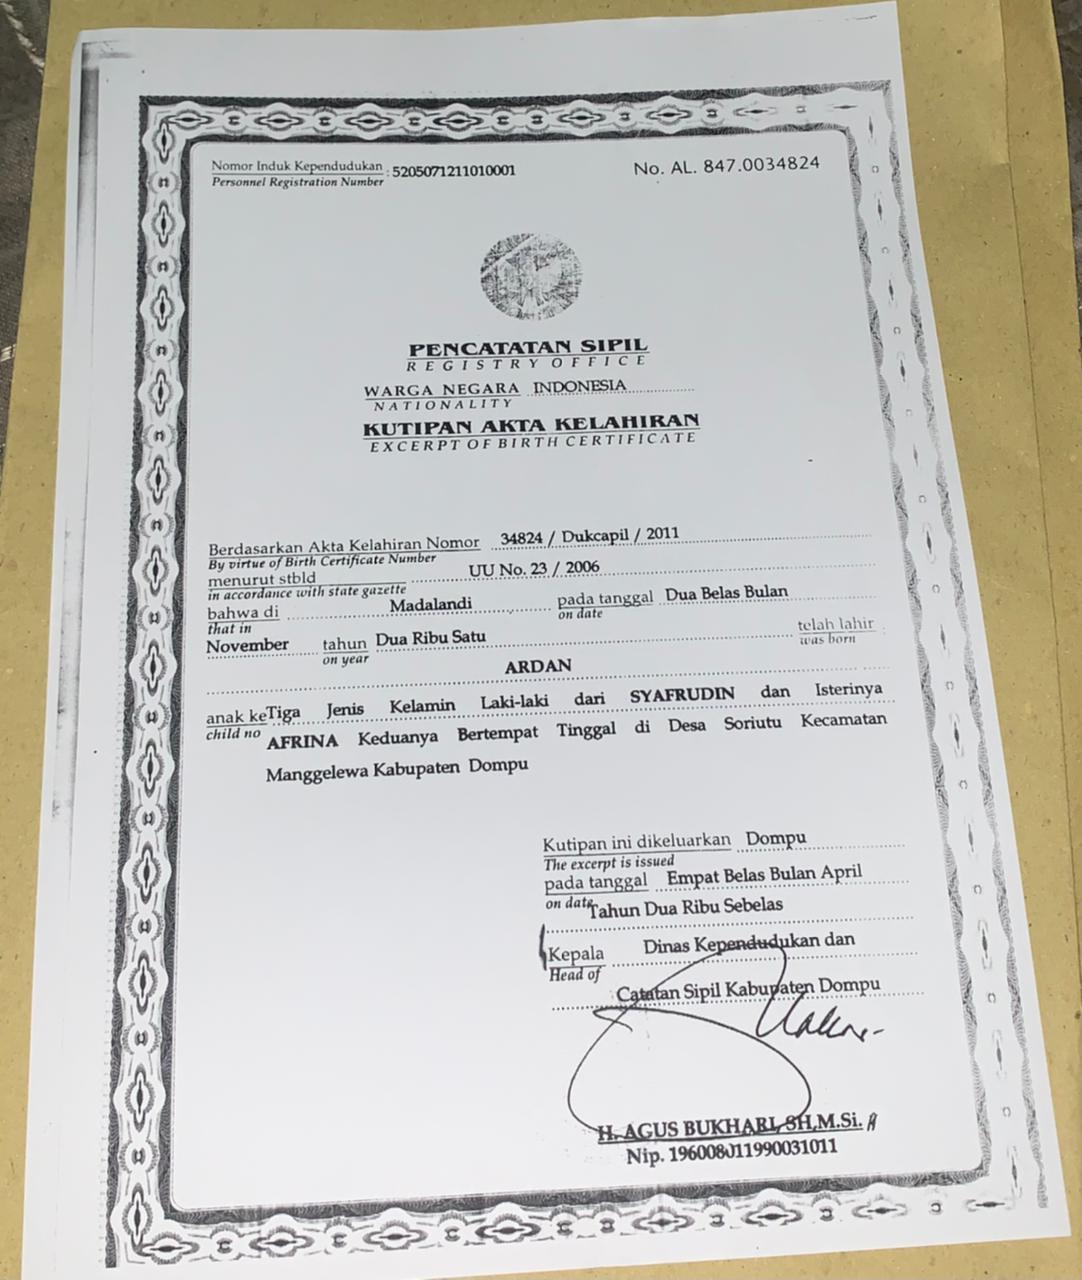 Nomor Induk Kependudukan : 5205071211010001
Personnel Registration Number
No. AL. 847.0034824
PENCATATAN SIPIL
REGISTRY OFFICE
WARGA NEGARA INDONESIA
NATIONALITY
KUTIPAN AKTA KELAHIRAN
EXCERPT OF BIRTH CERTIFICATE
Berdasarkan Akta Kelahiran Nomor 34824 / Dukcapil / 2011
By virtue of Birth Certificate Number
menurut stbld UU No. 23 / 2006
in accordance with state gazette
bahwa di Madalandi pada tanggal Dua Belas Bulan
that in on date
November tahun Dua Ribu Satu telah lahir
on year was born
ARDAN
anak keTiga Jenis Kelamin Laki-laki dari SYAFRUDIN dan Isterinya
child no
AFRINA Keduanya Bertempat Tinggal di Desa Soriutu Kecamatan
Manggelewa Kabupaten Dompu
Kutipan ini dikeluarkan Dompu
The excerpt is issued
pada tanggal Empat Belas Bulan April
on date Tahun Dua Ribu Sebelas
Kepala Dinas Kependudukan dan
Head of
Catatan Sipil Kabupaten Dompu
H. AGUS BUKHARI, SH,M.Si.
Nip.